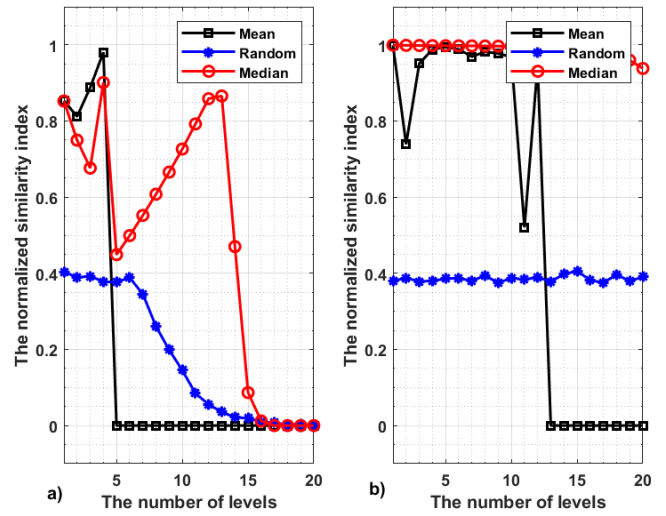 The normalized similarity index
1
0.8
0.6
0.4
0.2
0
5
10
15
20
The number of levels
a)
Mean
Random
Median
The normalized similarity index
1
0.8
0.6
0.4
0.2
0
5
10
15
20
The number of levels
b)
Mean
Random
Median